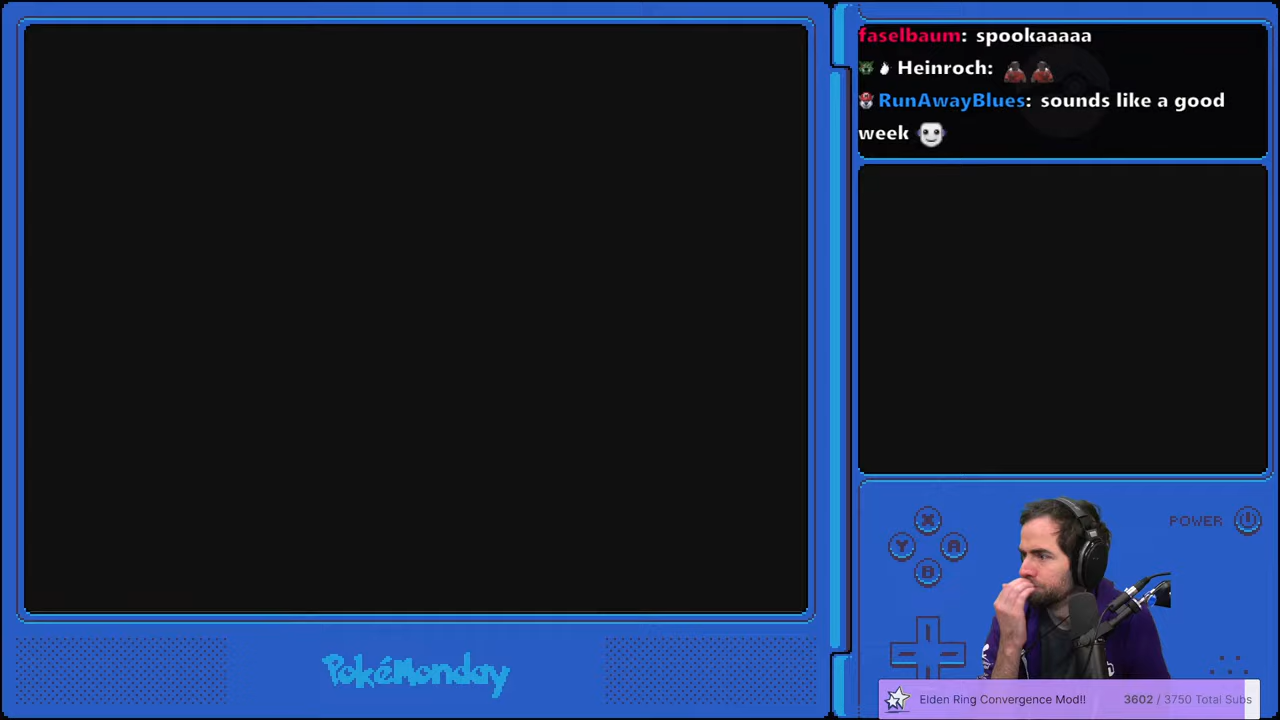 faselbaum: spookaaaaa
Heinroch:
RunAwayBlues: sounds like a good
week
X
Y A
B
POWER
PokéMonday
Elden Ring Convergence Mod!! 3602 / 3750 Total Subs